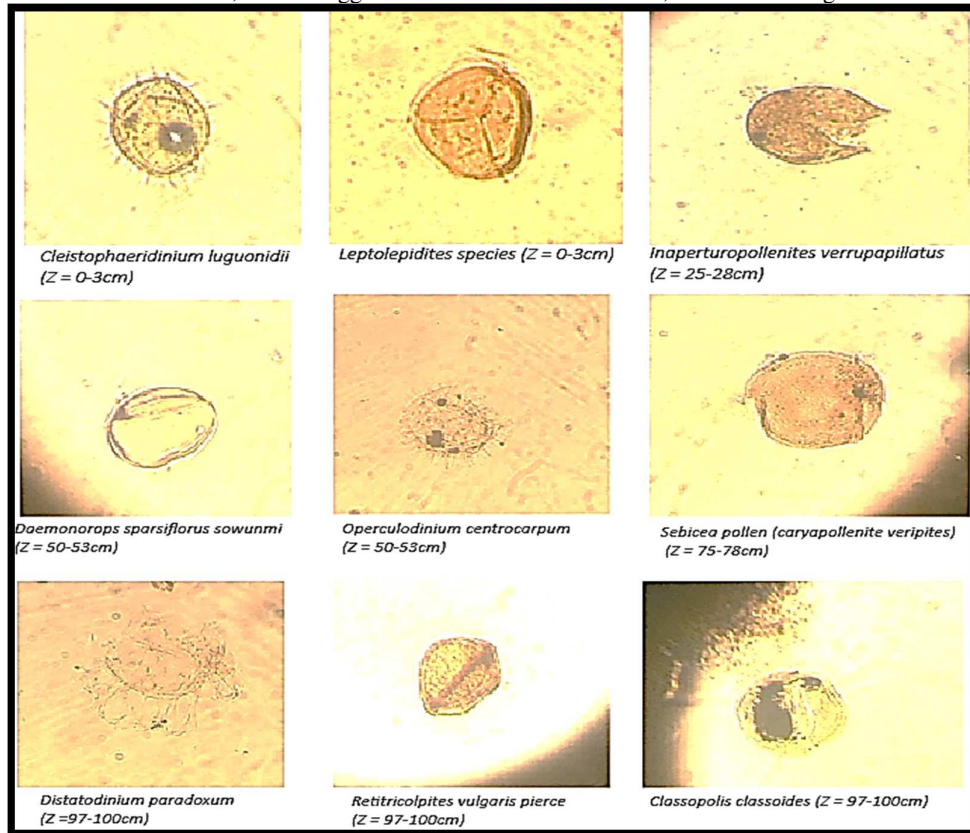 Cleistophaeridinium luguonidii
(Z = 0-3cm)
Leptolepidites species (Z = 0-3cm)
Inaperturopollenites verrupapillatus
(Z = 25-28cm)
Daemonorops sparsiflorus sowunmi
(Z = 50-53cm)
Operculodinium centrocarpum
(Z = 50-53cm)
Sebicea pollen (caryapollenite veripites)
(Z = 75-78cm)
Distatodinium paradoxum
(Z =97-100cm)
Retitricolpites vulgaris pierce
(Z = 97-100cm)
Classopolis classoides (Z = 97-100cm)